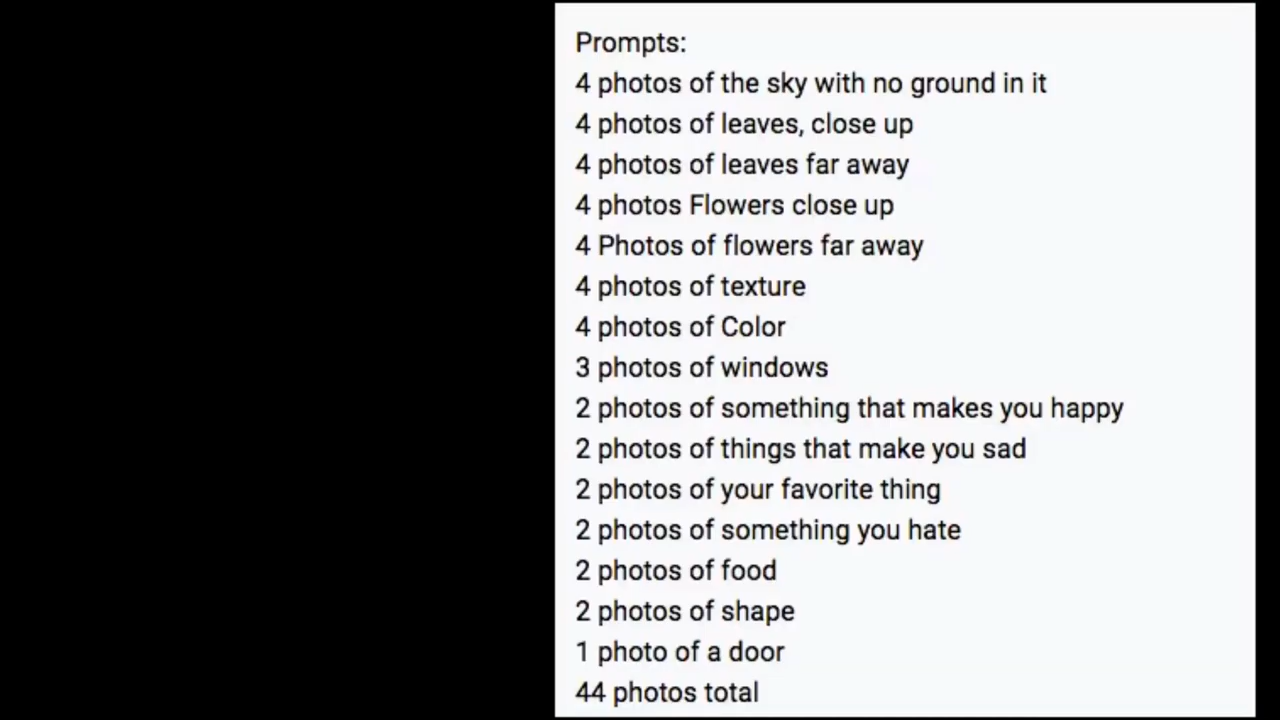 Prompts:
4 photos of the sky with no ground in it
4 photos of leaves, close up
4 photos of leaves far away
4 photos Flowers close up
4 Photos of flowers far away
4 photos of texture
4 photos of Color
3 photos of windows
2 photos of something that makes you happy
2 photos of things that make you sad
2 photos of your favorite thing
2 photos of something you hate
2 photos of food
2 photos of shape
1 photo of a door
44 photos total